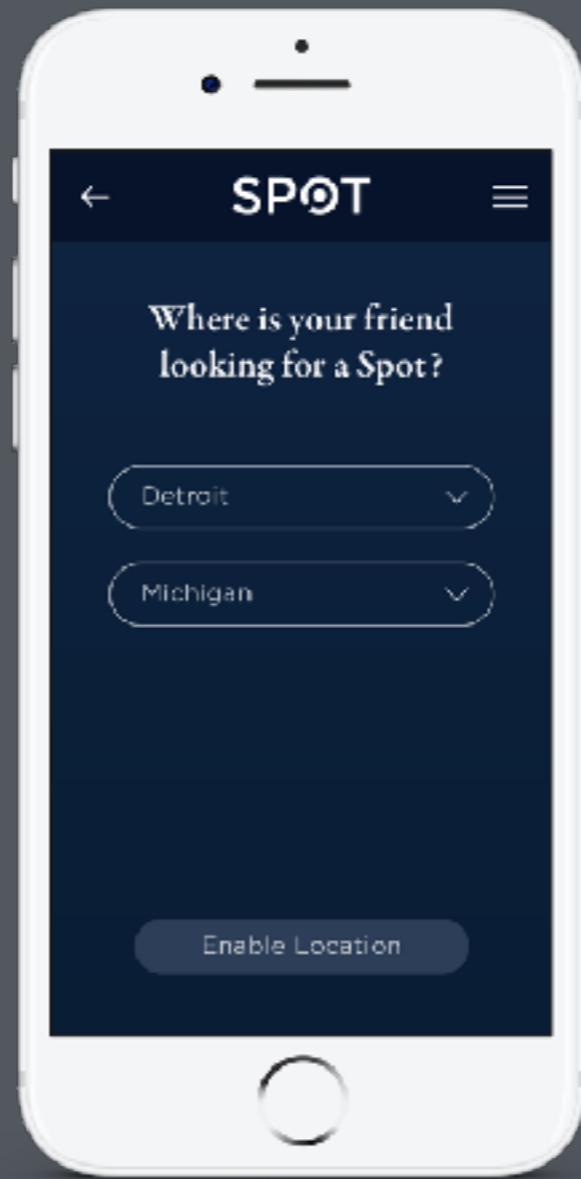 SPOT
Where is your friend
looking for a Spot?
Detroit
Michigan
Enable Location